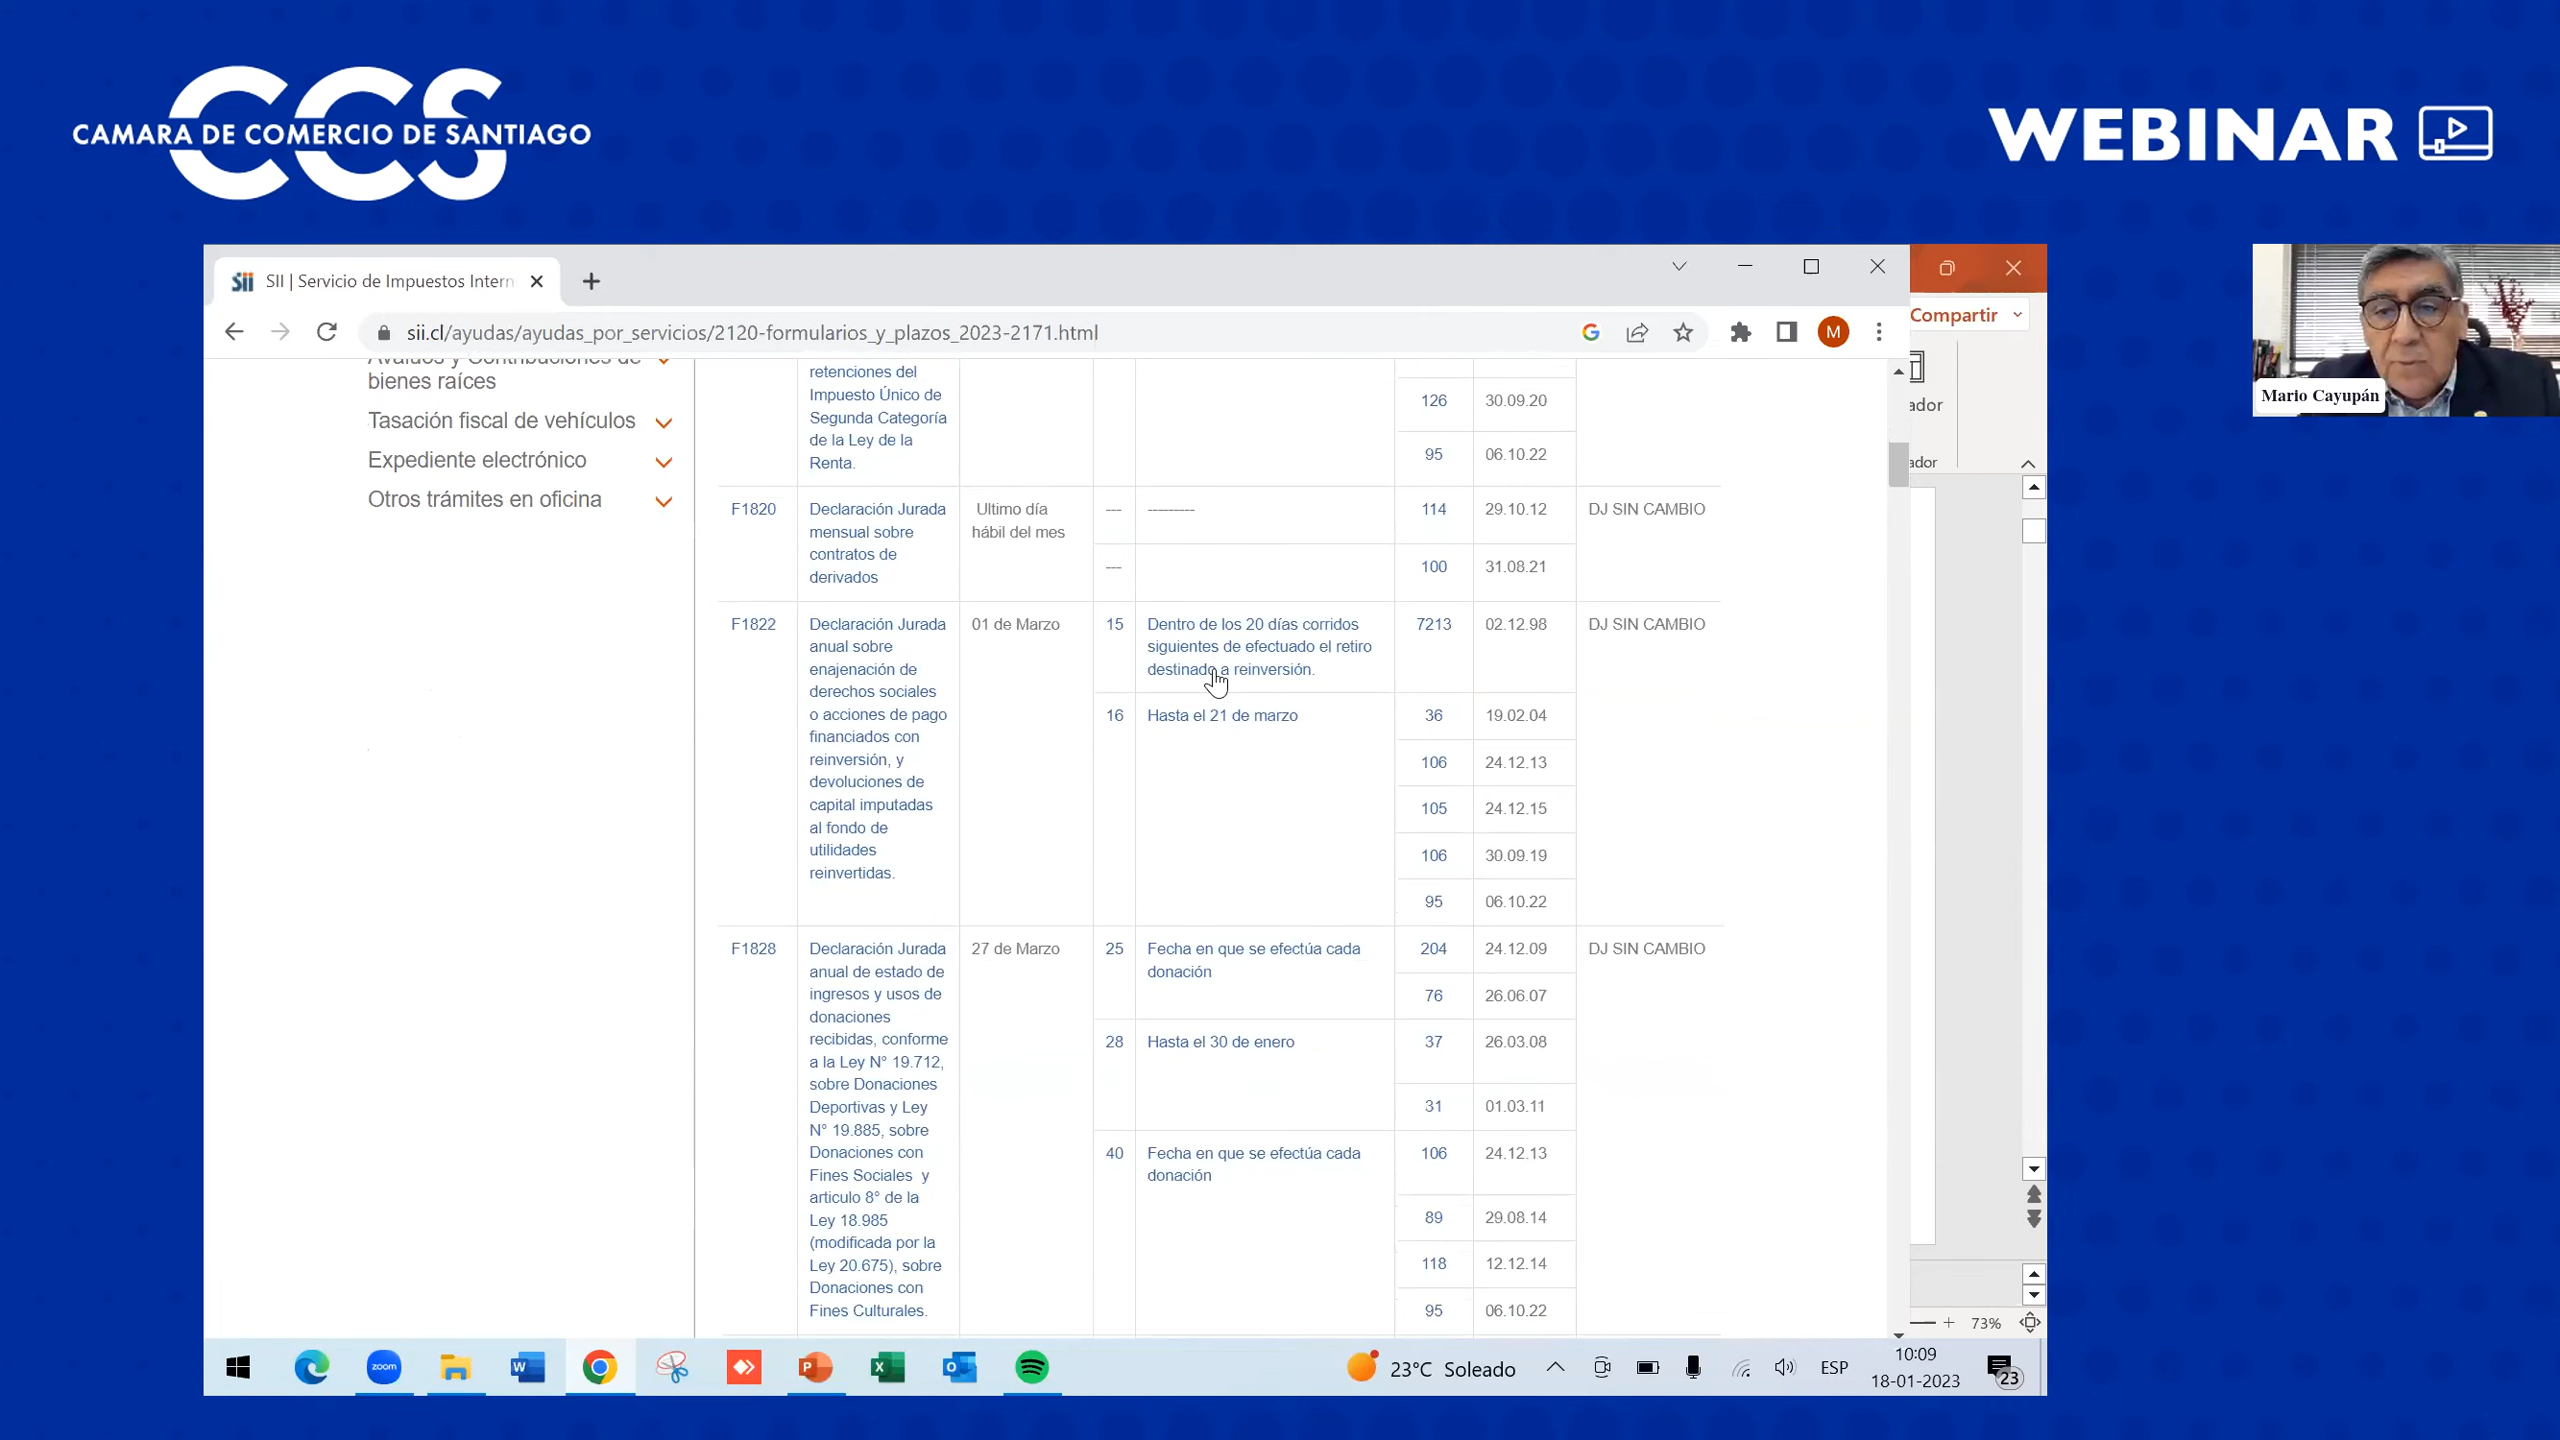 CCS
CAMARA DE COMERCIO DE SANTIAGO
WEBINAR
SII | Servicio de Impuestos Intern
sii.cl/ayudas/ayudas_por_servicios/2120-formularios_y_plazos_2023-2171.html
M
Compartir
Mario Cayupán
ador
ador
Avalúos y Contribuciones de
bienes raíces
Tasación fiscal de vehículos
Expediente electrónico
Otros trámites en oficina
retenciones del
Impuesto Único de
Segunda Categoría
de la Ley de la
Renta.
126 30.09.20
95 06.10.22
F1820
Declaración Jurada
mensual sobre
contratos de
derivados
Ultimo día
hábil del mes
--- ---------
114 29.10.12
DJ SIN CAMBIO
---
100 31.08.21
F1822
Declaración Jurada
anual sobre
enajenación de
derechos sociales
o acciones de pago
financiados con
reinversión, y
devoluciones de
capital imputadas
al fondo de
utilidades
reinvertidas.
01 de Marzo
15
Dentro de los 20 días corridos
siguientes de efectuado el retiro
destinado a reinversión.
7213 02.12.98
DJ SIN CAMBIO
16 Hasta el 21 de marzo
36 19.02.04
106 24.12.13
105 24.12.15
106 30.09.19
95 06.10.22
F1828
Declaración Jurada
anual de estado de
ingresos y usos de
donaciones
recibidas, conforme
a la Ley N° 19.712,
sobre Donaciones
Deportivas y Ley
N° 19.885, sobre
Donaciones con
Fines Sociales y
articulo 8° de la
Ley 18.985
(modificada por la
Ley 20.675), sobre
Donaciones con
Fines Culturales.
27 de Marzo
25
Fecha en que se efectúa cada
donación
204 24.12.09
DJ SIN CAMBIO
76 26.06.07
28 Hasta el 30 de enero
37 26.03.08
31 01.03.11
40
Fecha en que se efectúa cada
donación
106 24.12.13
89 29.08.14
118 12.12.14
95 06.10.22
73%
zoom
23°C Soleado
ESP
10:09
18-01-2023
23